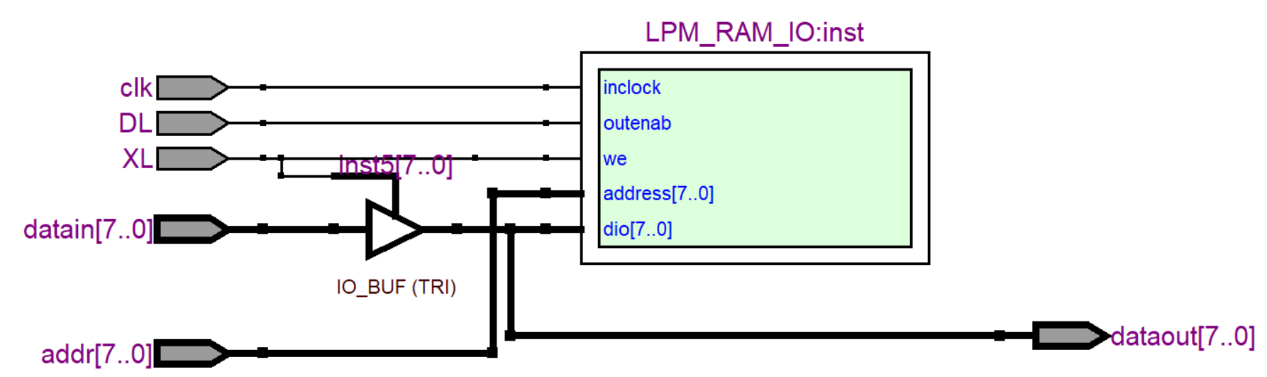 LPM_RAM_IO:inst
clk
inclock
DL
outenab
XL
we
inst5[7..0]
address[7..0]
datain[7..0]
dio[7..0]
IO_BUF (TRI)
dataout[7..0]
addr[7..0]